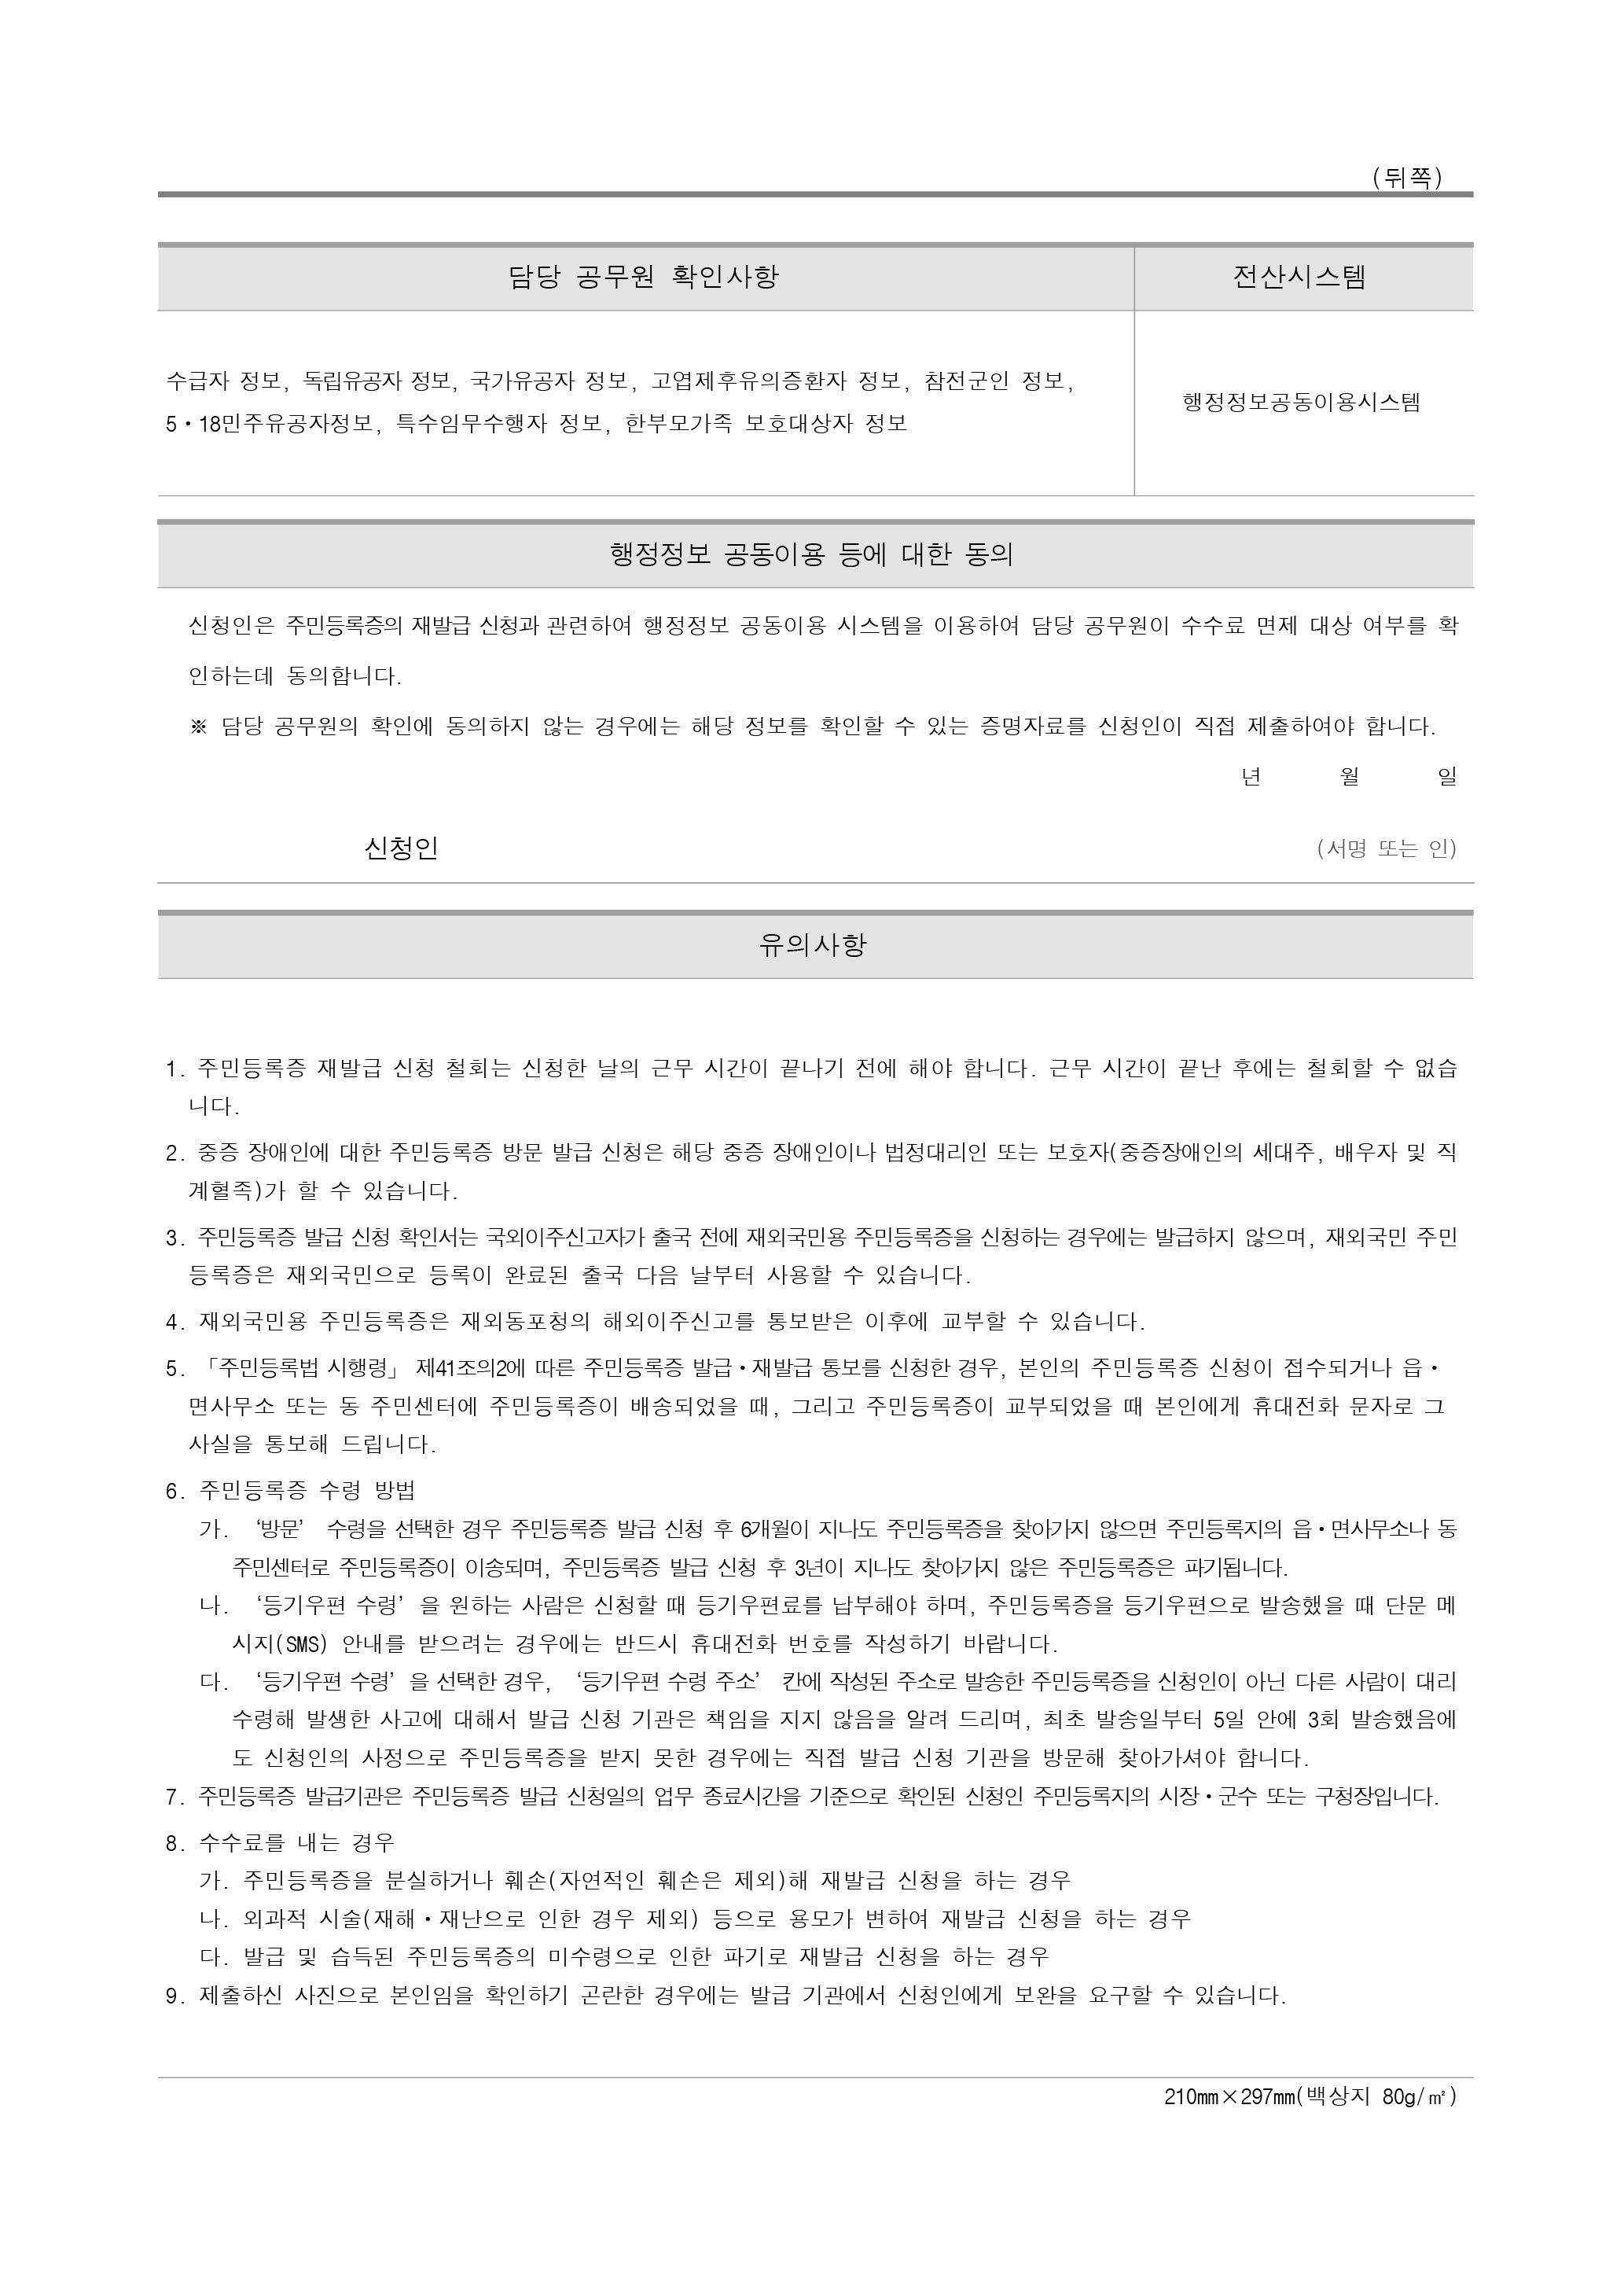 (뒤쪽)
담당 공무원 확인사항
전산시스템
수급자 정보, 독립유공자 정보, 국가유공자 정보, 고엽제후유의증환자 정보, 참전군인 정보,
5·18민주유공자정보, 특수임무수행자 정보, 한부모가족 보호대상자 정보
행정정보공동이용시스템
행정정보 공동이용 등에 대한 동의
신청인은 주민등록증의 재발급 신청과 관련하여 행정정보 공동이용 시스템을 이용하여 담당 공무원이 수수료 면제 대상 여부를 확
인하는데 동의합니다.
※ 담당 공무원의 확인에 동의하지 않는 경우에는 해당 정보를 확인할 수 있는 증명자료를 신청인이 직접 제출하여야 합니다.
년 월 일
신청인 (서명 또는 인)
유의사항
1. 주민등록증 재발급 신청 철회는 신청한 날의 근무 시간이 끝나기 전에 해야 합니다. 근무 시간이 끝난 후에는 철회할 수 없습
니다.
2. 중증 장애인에 대한 주민등록증 방문 발급 신청은 해당 중증 장애인이나 법정대리인 또는 보호자(중증장애인의 세대주, 배우자 및 직
계혈족)가 할 수 있습니다.
3. 주민등록증 발급 신청 확인서는 국외이주신고자가 출국 전에 재외국민용 주민등록증을 신청하는 경우에는 발급하지 않으며, 재외국민 주민
등록증은 재외국민으로 등록이 완료된 출국 다음 날부터 사용할 수 있습니다.
4. 재외국민용 주민등록증은 재외동포청의 해외이주신고를 통보받은 이후에 교부할 수 있습니다.
5. 「주민등록법 시행령」 제41조의2에 따른 주민등록증 발급·재발급 통보를 신청한 경우, 본인의 주민등록증 신청이 접수되거나 읍·
면사무소 또는 동 주민센터에 주민등록증이 배송되었을 때, 그리고 주민등록증이 교부되었을 때 본인에게 휴대전화 문자로 그
사실을 통보해 드립니다.
6. 주민등록증 수령 방법
가. ‘방문’ 수령을 선택한 경우 주민등록증 발급 신청 후 6개월이 지나도 주민등록증을 찾아가지 않으면 주민등록지의 읍·면사무소나 동
주민센터로 주민등록증이 이송되며, 주민등록증 발급 신청 후 3년이 지나도 찾아가지 않은 주민등록증은 파기됩니다.
나. ‘등기우편 수령’을 원하는 사람은 신청할 때 등기우편료를 납부해야 하며, 주민등록증을 등기우편으로 발송했을 때 단문 메
시지(SMS) 안내를 받으려는 경우에는 반드시 휴대전화 번호를 작성하기 바랍니다.
다. ‘등기우편 수령’을 선택한 경우, ‘등기우편 수령 주소’ 칸에 작성된 주소로 발송한 주민등록증을 신청인이 아닌 다른 사람이 대리
수령해 발생한 사고에 대해서 발급 신청 기관은 책임을 지지 않음을 알려 드리며, 최초 발송일부터 5일 안에 3회 발송했음에
도 신청인의 사정으로 주민등록증을 받지 못한 경우에는 직접 발급 신청 기관을 방문해 찾아가셔야 합니다.
7. 주민등록증 발급기관은 주민등록증 발급 신청일의 업무 종료시간을 기준으로 확인된 신청인 주민등록지의 시장·군수 또는 구청장입니다.
8. 수수료를 내는 경우
가. 주민등록증을 분실하거나 훼손(자연적인 훼손은 제외)해 재발급 신청을 하는 경우
나. 외과적 시술(재해·재난으로 인한 경우 제외) 등으로 용모가 변하여 재발급 신청을 하는 경우
다. 발급 및 습득된 주민등록증의 미수령으로 인한 파기로 재발급 신청을 하는 경우
9. 제출하신 사진으로 본인임을 확인하기 곤란한 경우에는 발급 기관에서 신청인에게 보완을 요구할 수 있습니다.
210㎜×297㎜(백상지 80g/㎡)